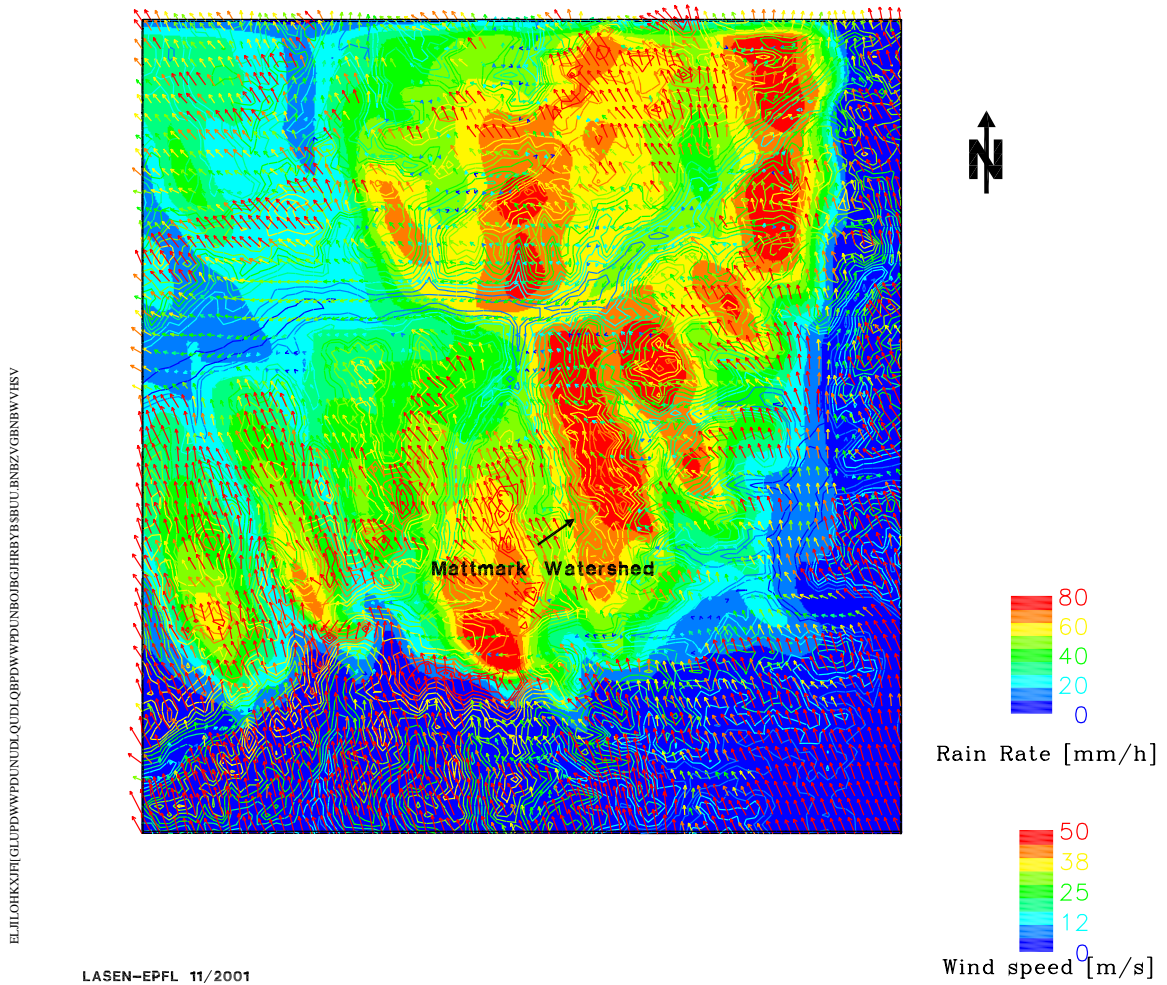 N
Mattmark Watershed
80
60
40
20
0
Rain Rate [mm/h]
50
38
25
12
0
Wind speed [m/s]
LASEN-EPFL 11/2001